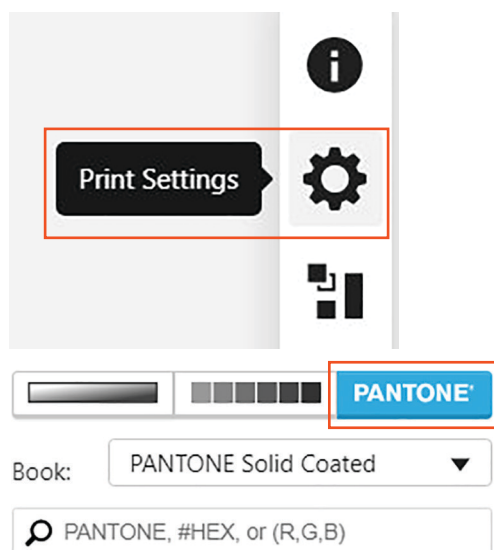 Print Settings
PANTONE®
Book: PANTONE Solid Coated
PANTONE, #HEX, or (R,G,B)